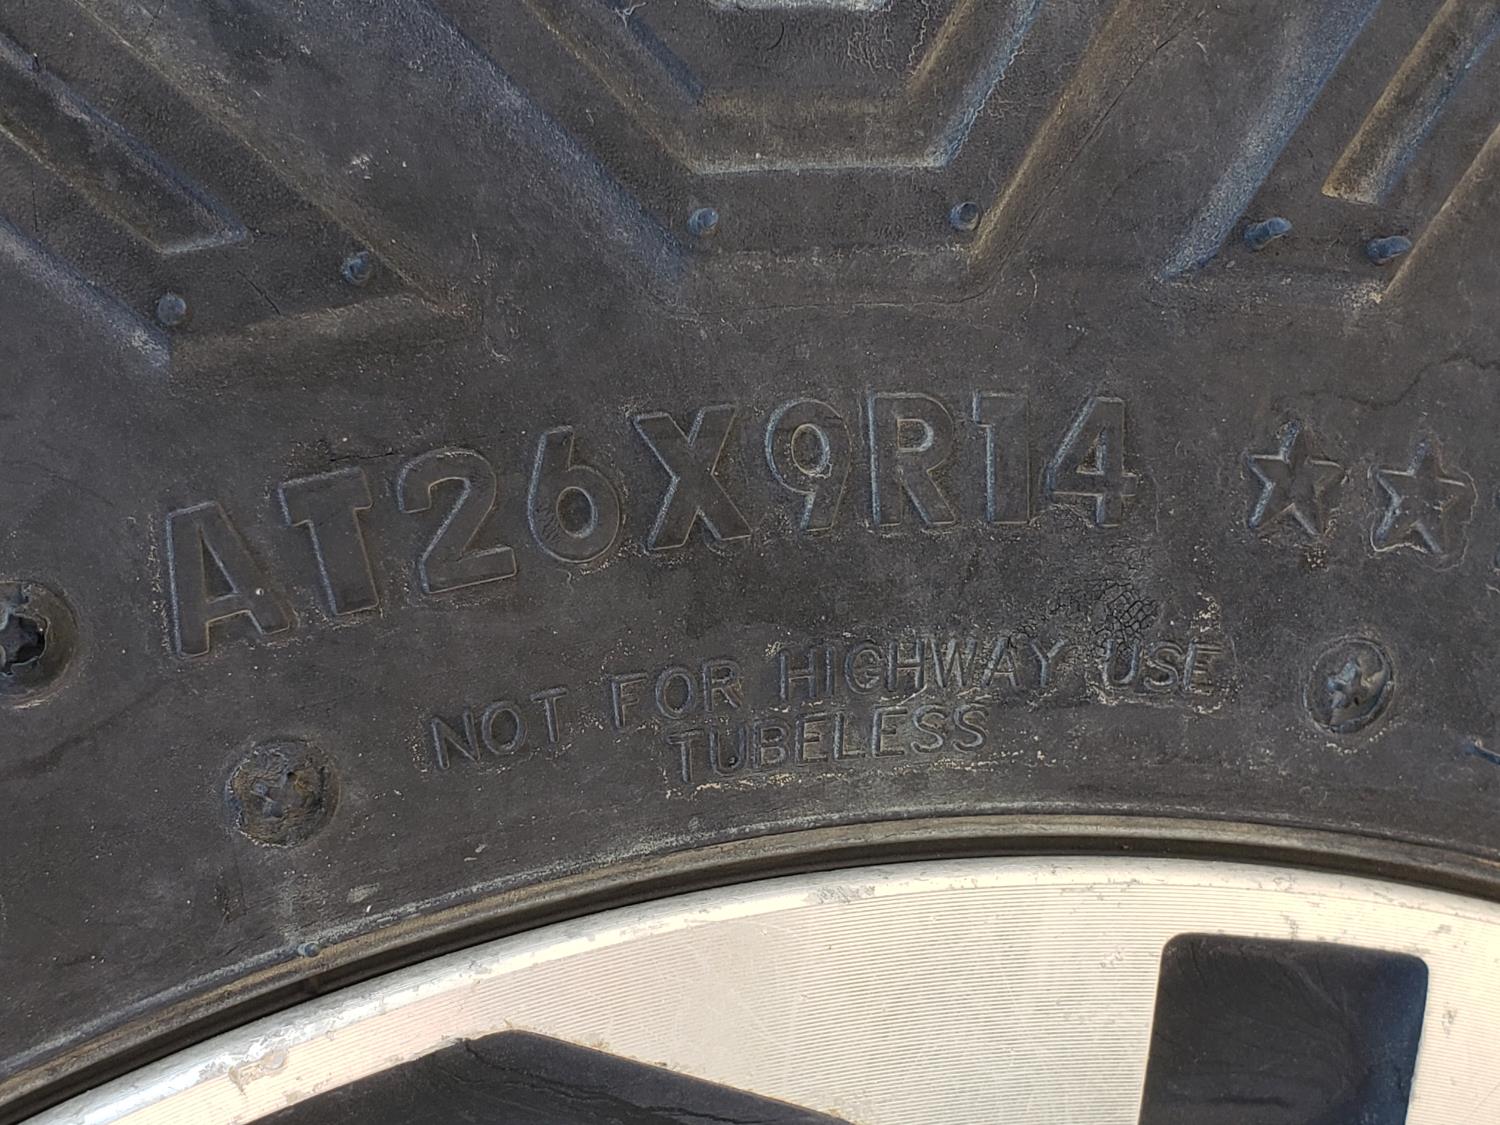 AT26X9R14 ★★
NOT FOR HIGHWAY USE
TUBELESS